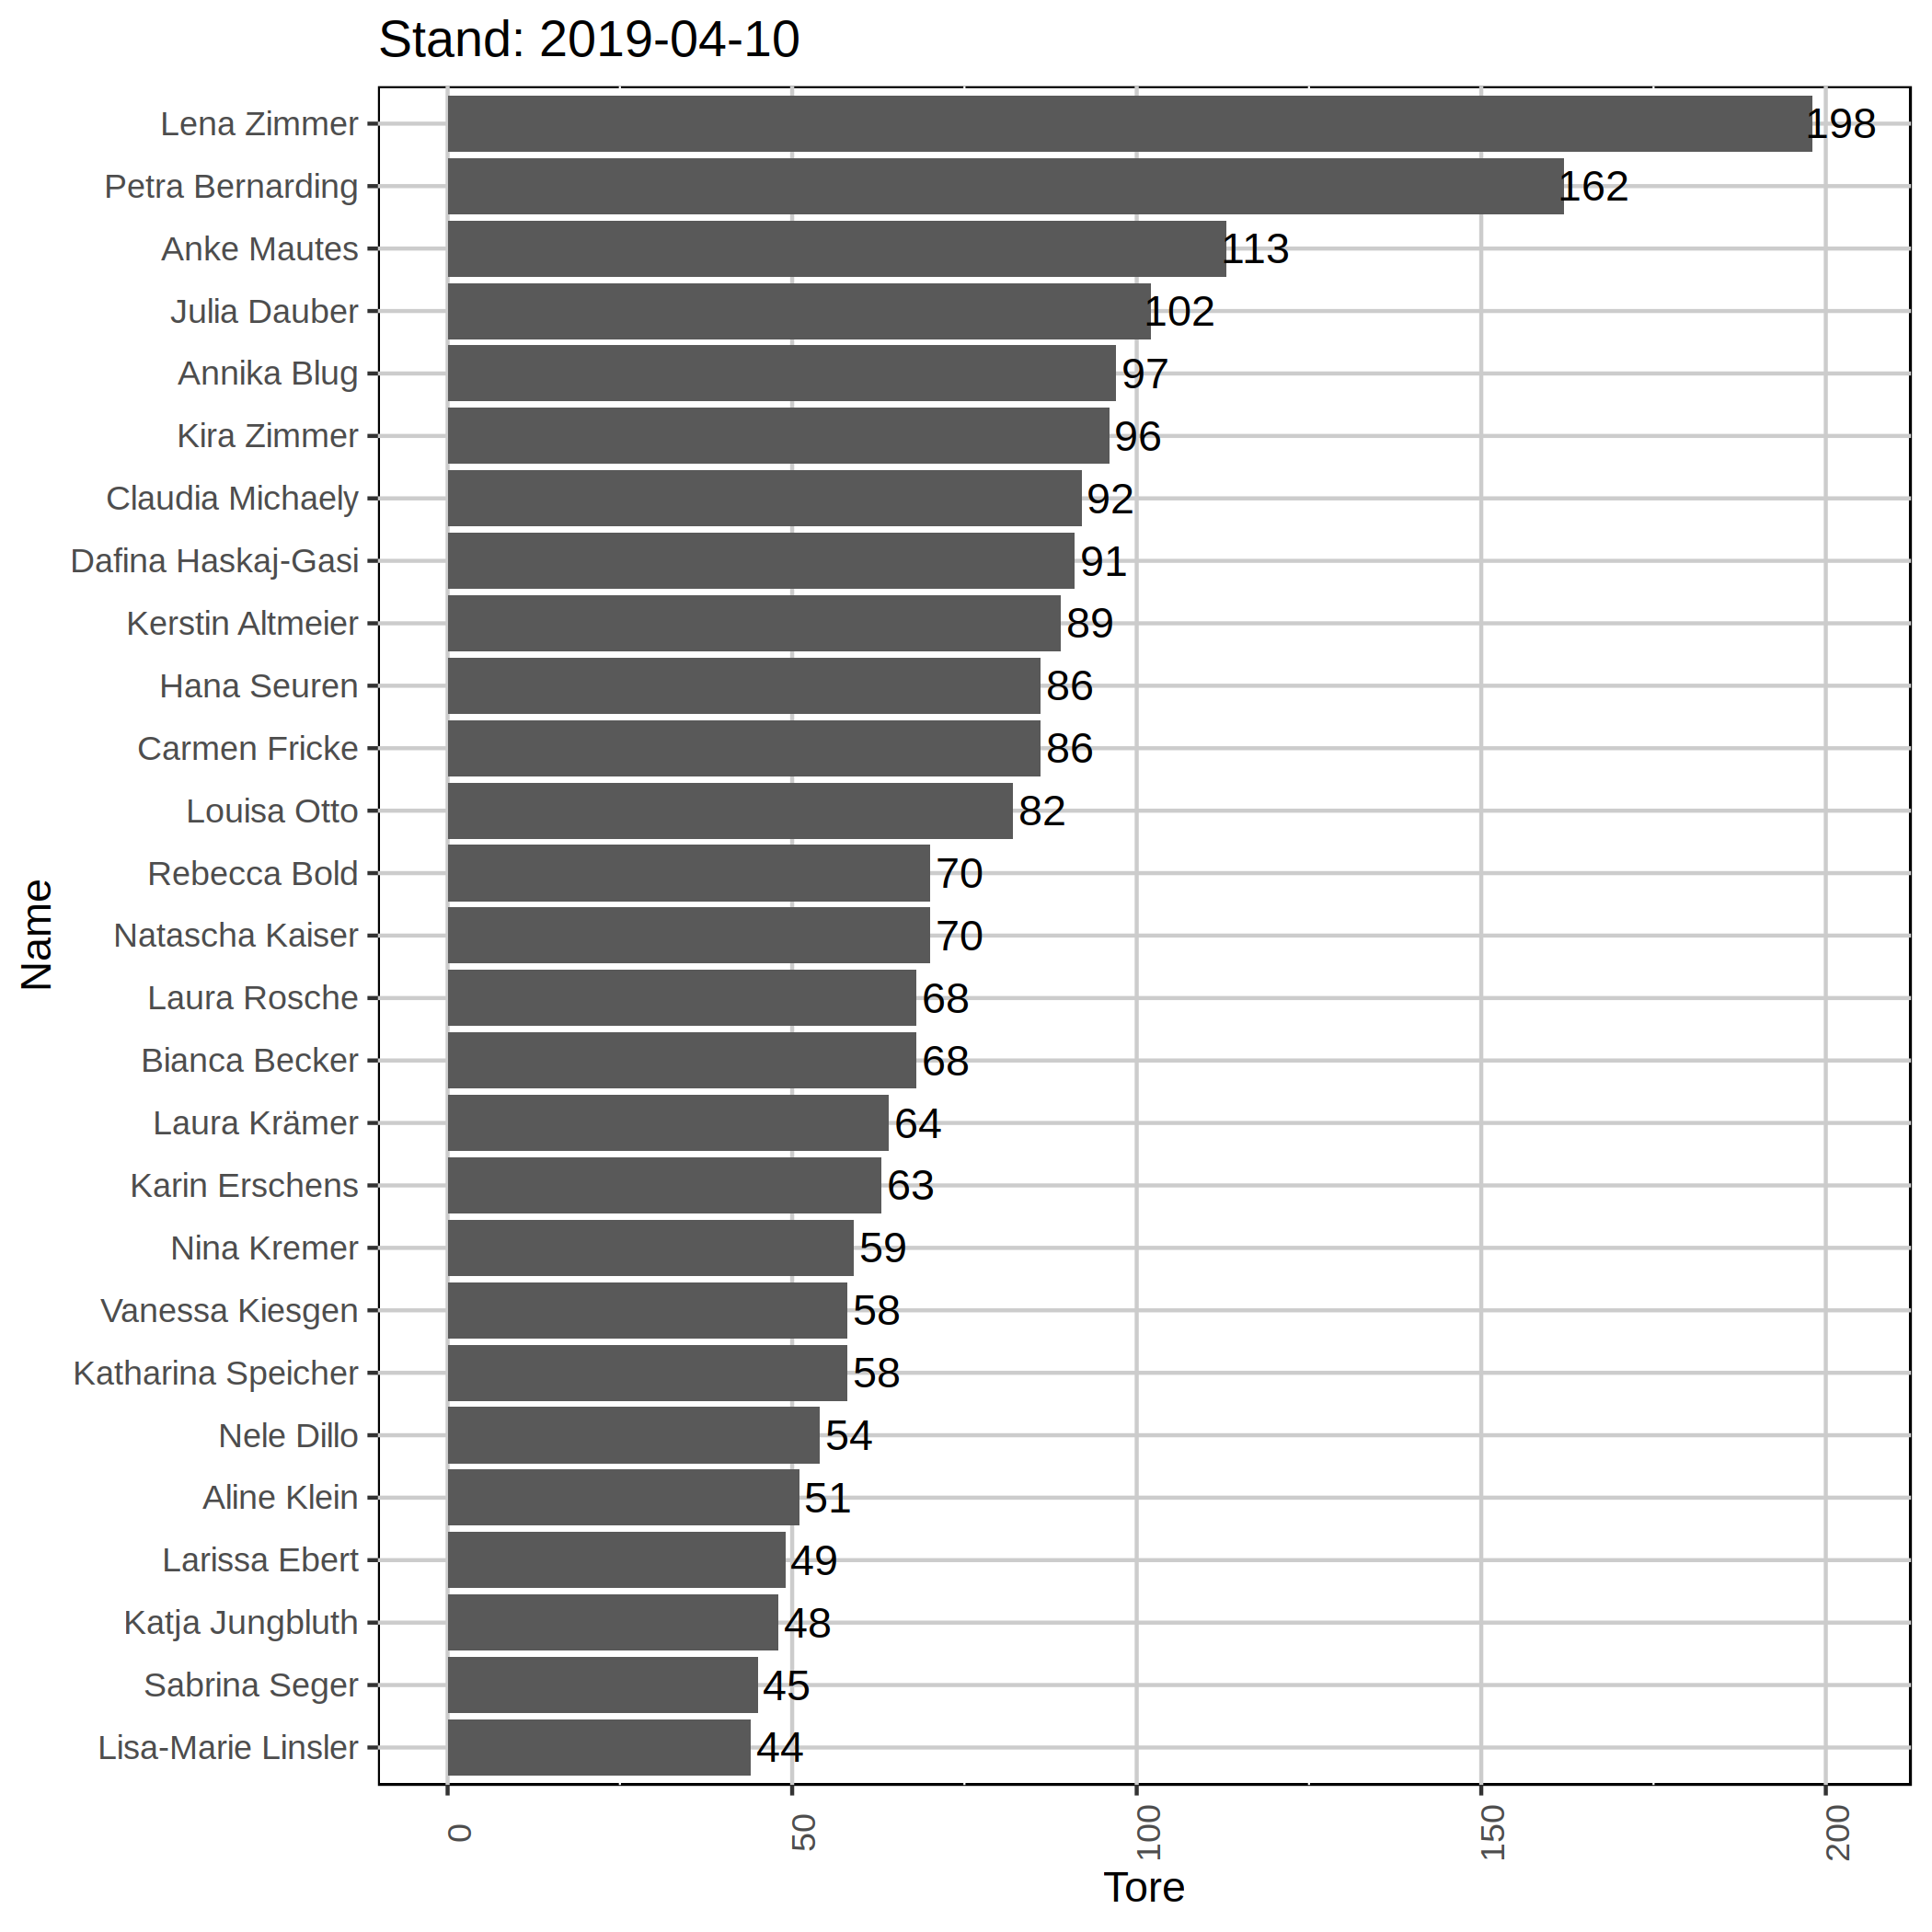 Stand: 2019-04-10
Lena Zimmer 198
Petra Bernarding 162
Anke Mautes 113
Julia Dauber 102
Annika Blug 97
Kira Zimmer 96
Claudia Michaely 92
Dafina Haskaj-Gasi 91
Kerstin Altmeier 89
Hana Seuren 86
Carmen Fricke 86
Louisa Otto 82
Rebecca Bold 70
Natascha Kaiser 70
Laura Rosche 68
Bianca Becker 68
Laura Krämer 64
Karin Erschens 63
Nina Kremer 59
Vanessa Kiesgen 58
Katharina Speicher 58
Nele Dillo 54
Aline Klein 51
Larissa Ebert 49
Katja Jungbluth 48
Sabrina Seger 45
Lisa-Marie Linsler 44
Name
0 50 100 150 200
Tore